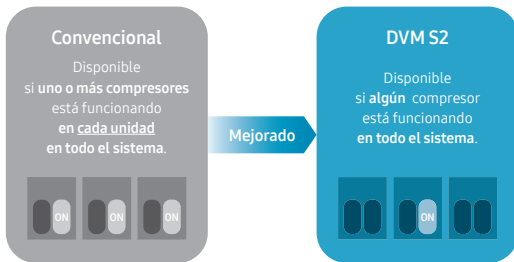 Convencional
Disponible
si uno o más compresores
está funcionando
en cada unidad
en todo el sistema.
ON
ON
ON
Mejorado
DVM S2
Disponible
si algún compresor
está funcionando
en todo el sistema.
ON